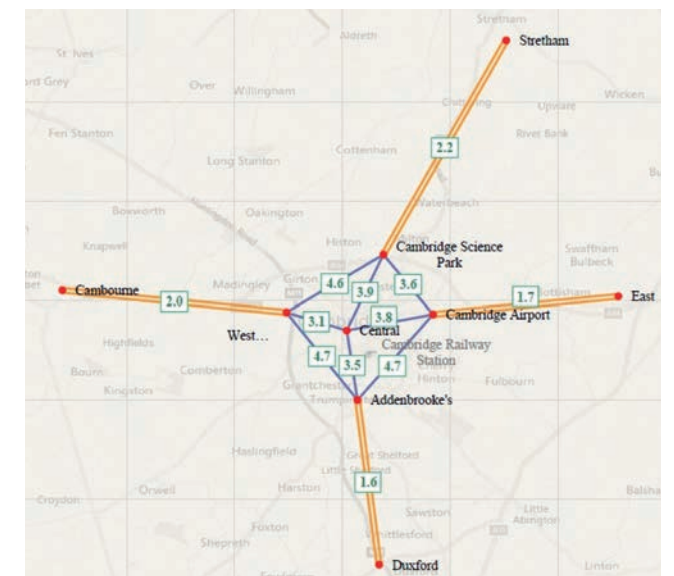 Stretham
Stretham
Aldreth
St Ives
rd Grey
Over
Willingham
Wicken
Upware
Fen Stanton
River Bank
2.2
Cottenham
Long Stanton
Waterbeach
Boxworth
Oakington
Histon
Cambridge Science
Park
Knapwell
Swaffham
Bulbeck
Madingley
Girton
4.6
3.6
3.9
Cambourne
2.0
1.7
East
3.1
3.8
Cambridge Airport
West...
Central
Cambridge Railway
Station
Highfields
4.7
3.5
4.7
Bourn
Comberton
Hinton
Fulbourn
Kingston
Addenbrooke's
Haslingfield
Great Shelford
1.6
Orwell
Harston
Croydon
Sawston
Little
Abington
Foxton
Shepreth
Duxford
Linton